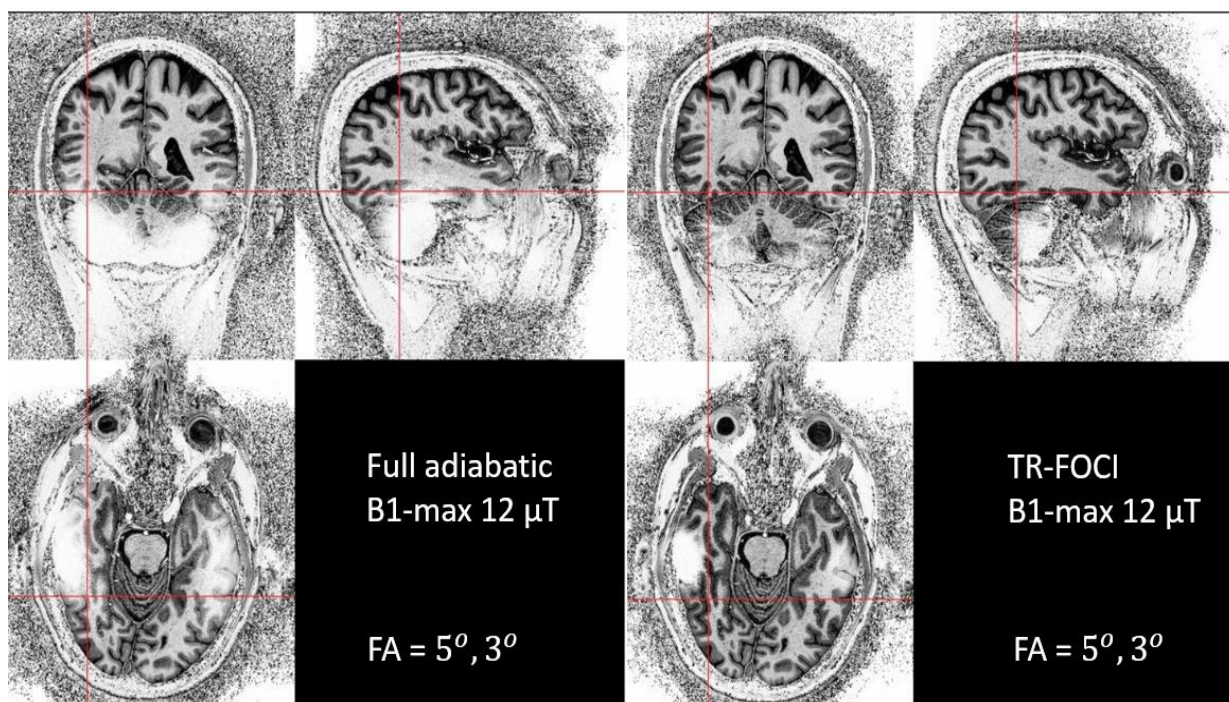 Full adiabatic
B1-max 12 μT
FA = 5°, 3°
TR-FOCI
B1-max 12 μT
FA = 5°, 3°